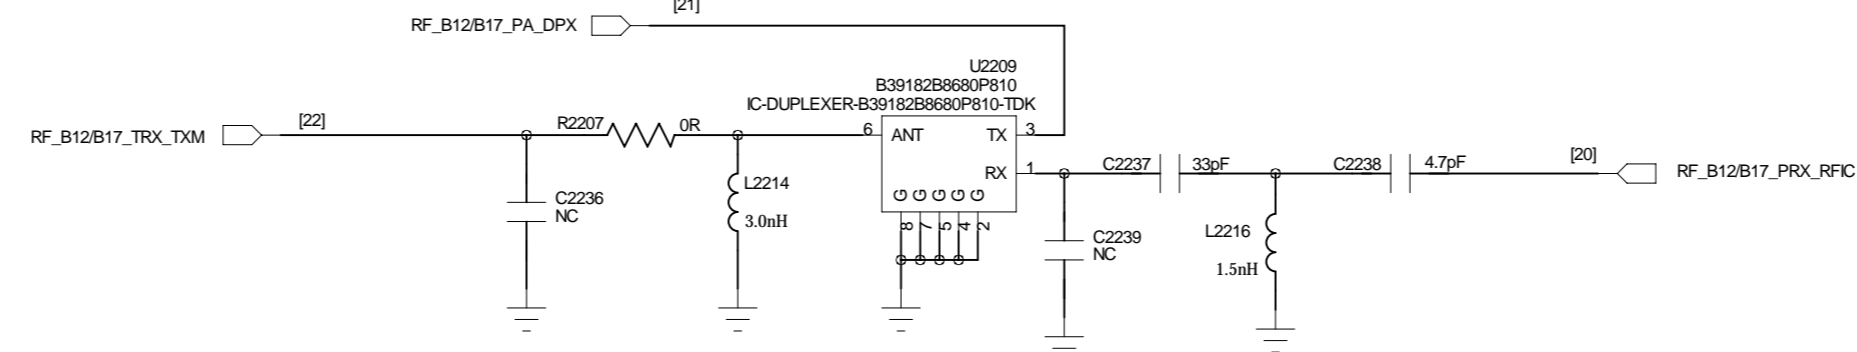 [21]
RF_B12/B17_PA_DPX
U2209
B39182B8680P810
IC-DUPLEXER-B39182B8680P810-TDK
RF_B12/B17_TRX_TXM
[22]
R2207
0R
6
ANT
TX
3
RX
1
C2237
33pF
C2238
4.7pF
[20]
RF_B12/B17_PRX_RFIC
C2236
NC
L2214
3.0nH
G G G G G
8 7 5 4 2
C2239
NC
L2216
1.5nH